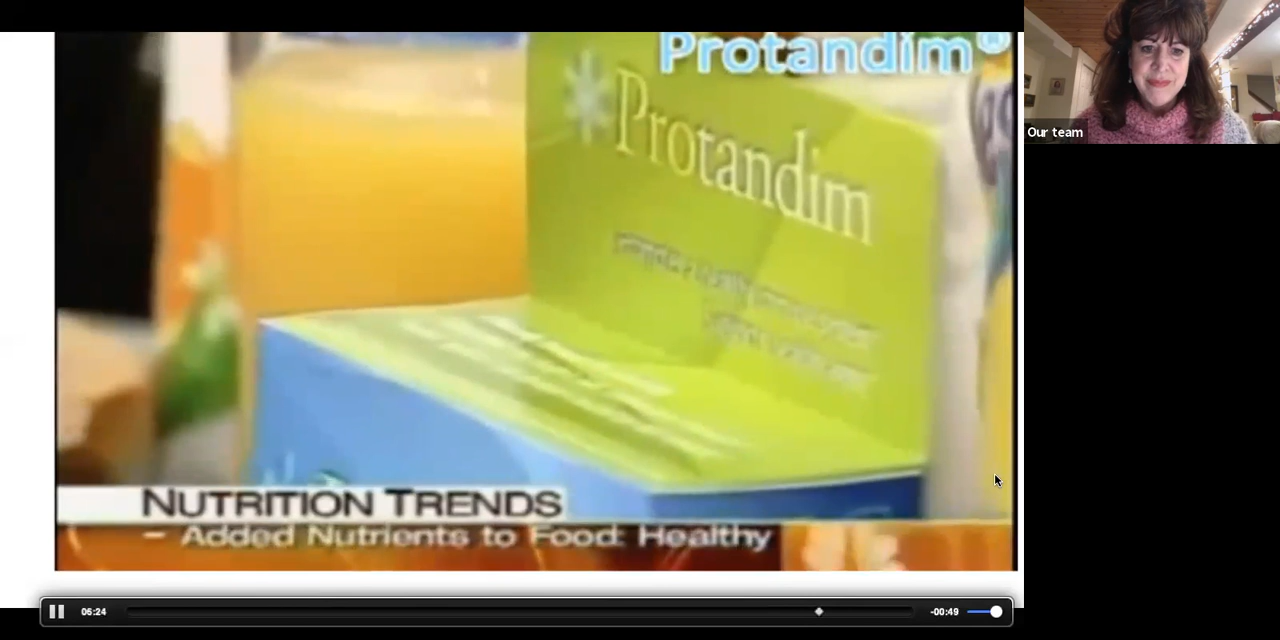 Protandim®
Protandim
Our team
NUTRITION TRENDS
– Added Nutrients to Food: Healthy
05:24
-00:49